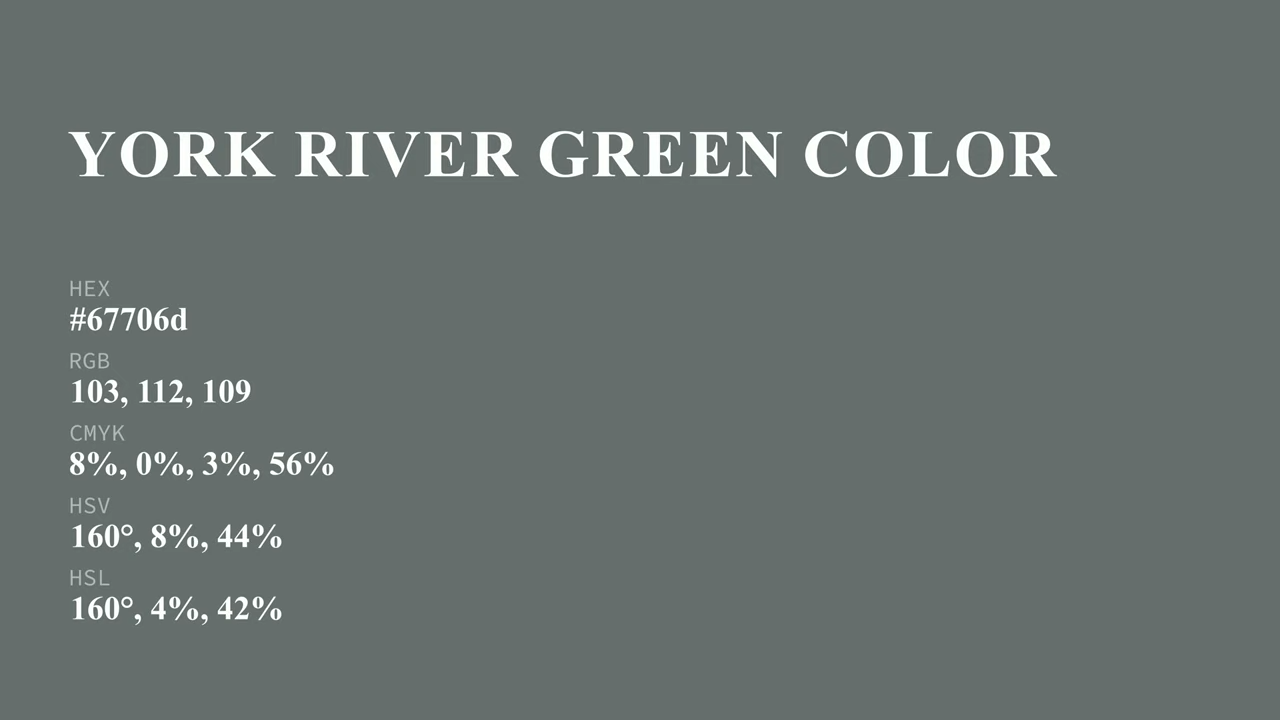 YORK RIVER GREEN COLOR
HEX
#67706d
RGB
103, 112, 109
CMYK
8%, 0%, 3%, 56%
HSV
160°, 8%, 44%
HSL
160°, 4%, 42%